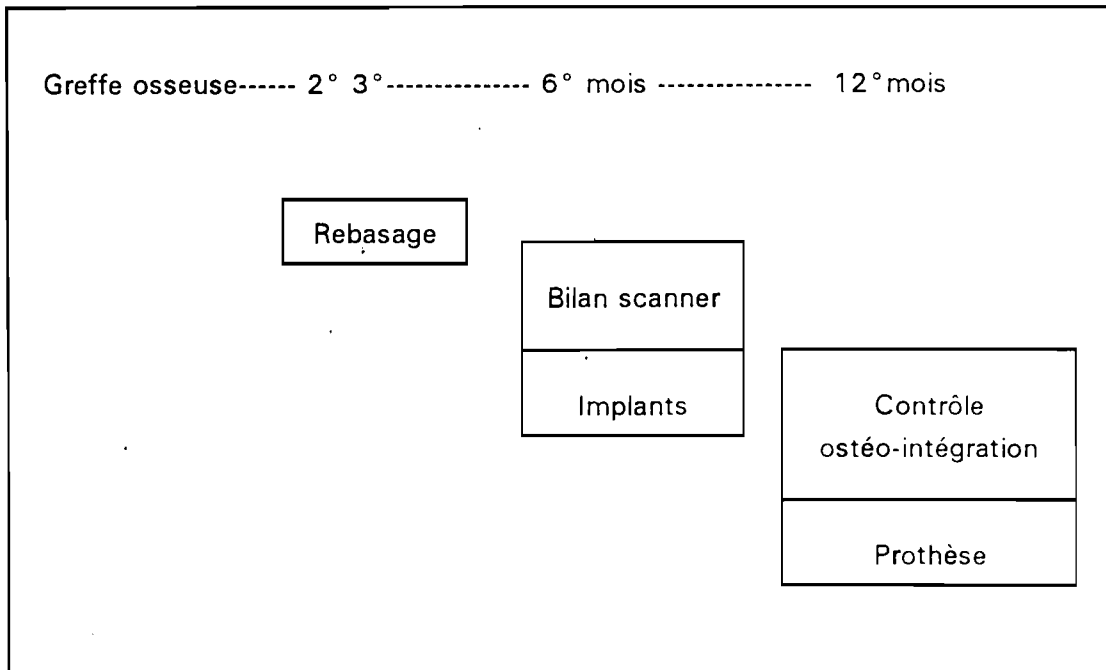 Greffe osseuse------ 2° 3°--------------- 6° mois ---------------- 12°mois
Rebasage
Bilan scanner
Implants
Contrôle
ostéo-intégration
Prothèse